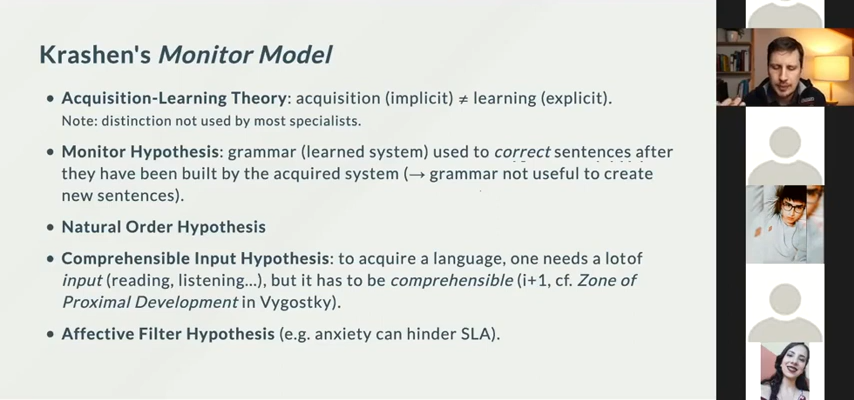 Krashen's Monitor Model
• Acquisition-Learning Theory: acquisition (implicit) ≠ learning (explicit).
Note: distinction not used by most specialists.
• Monitor Hypothesis: grammar (learned system) used to correct sentences after
they have been built by the acquired system (→ grammar not useful to create
new sentences).
• Natural Order Hypothesis
• Comprehensible Input Hypothesis: to acquire a language, one needs a lotof
input (reading, listening...), but it has to be comprehensible (i+1, cf. Zone of
Proximal Development in Vygostky).
• Affective Filter Hypothesis (e.g. anxiety can hinder SLA).